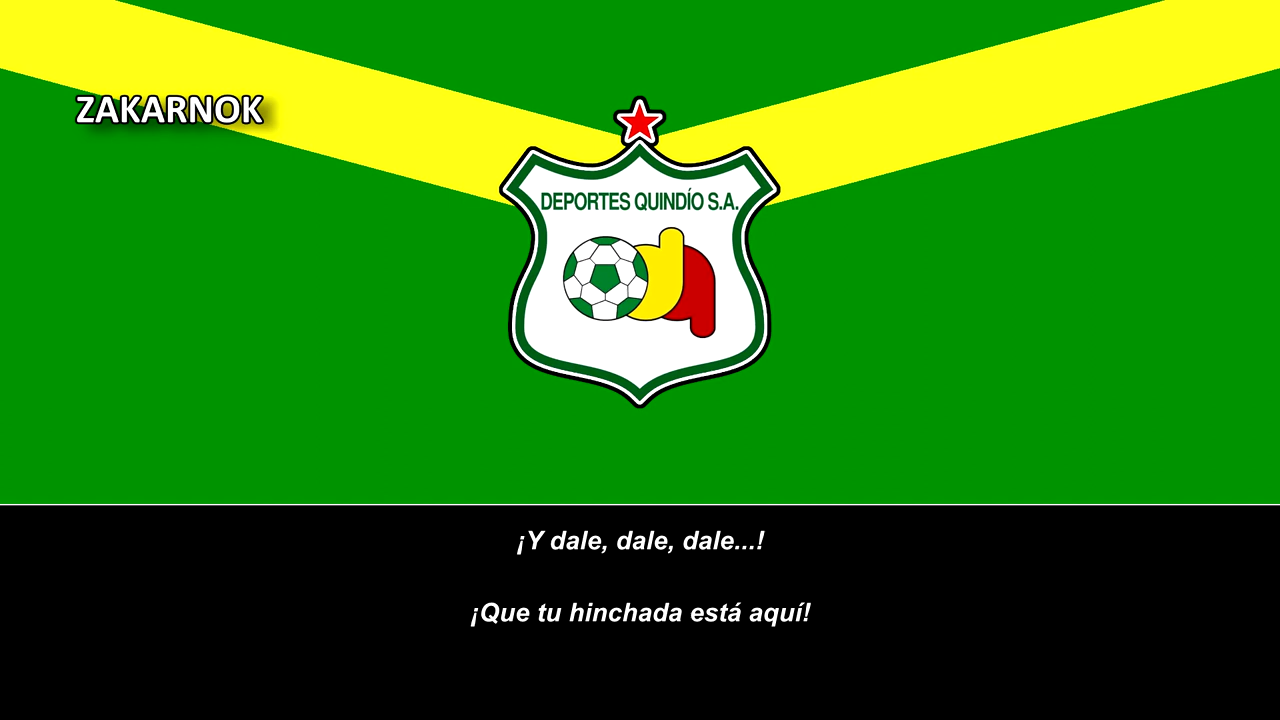 ZAKARNOK
DEPORTES QUINDÍO S.A.
¡Y dale, dale, dale...!
¡Que tu hinchada está aquí!